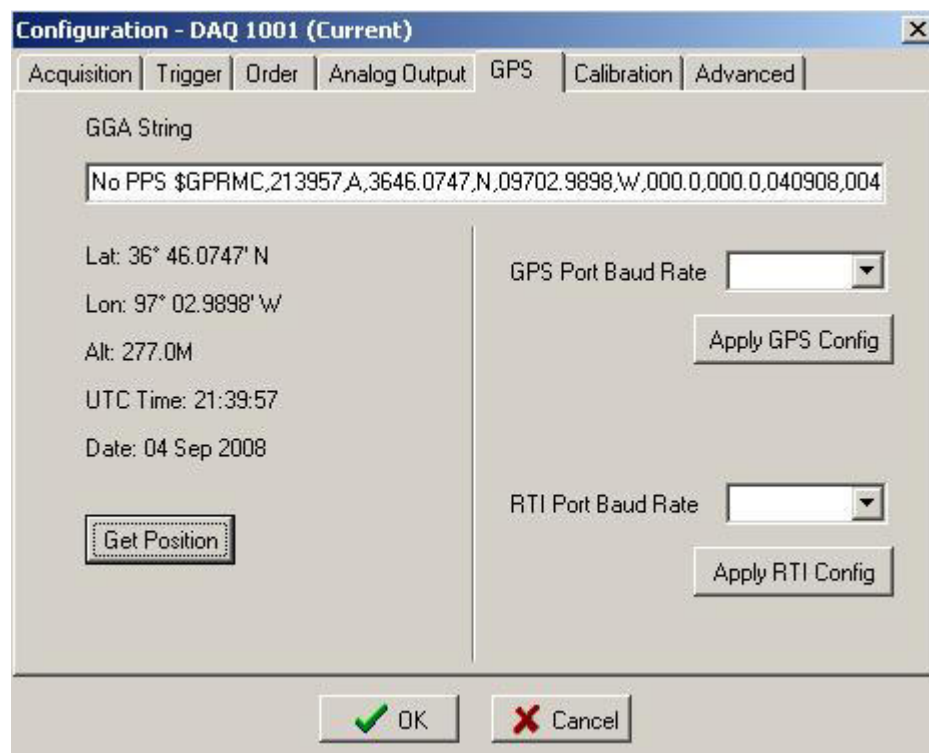 Configuration - DAQ 1001 (Current)
Acquisition Trigger Order Analog Output GPS Calibration Advanced
GGA String
No PPS $GPRMC,213957,A,3646.0747,N,09702.9898,W,000.0,000.0,040908,004
Lat: 36° 46.0747' N
Lon: 97° 02.9898' W
Alt: 277.0M
UTC Time: 21:39:57
Date: 04 Sep 2008
Get Position
GPS Port Baud Rate
Apply GPS Config
RTI Port Baud Rate
Apply RTI Config
OK Cancel